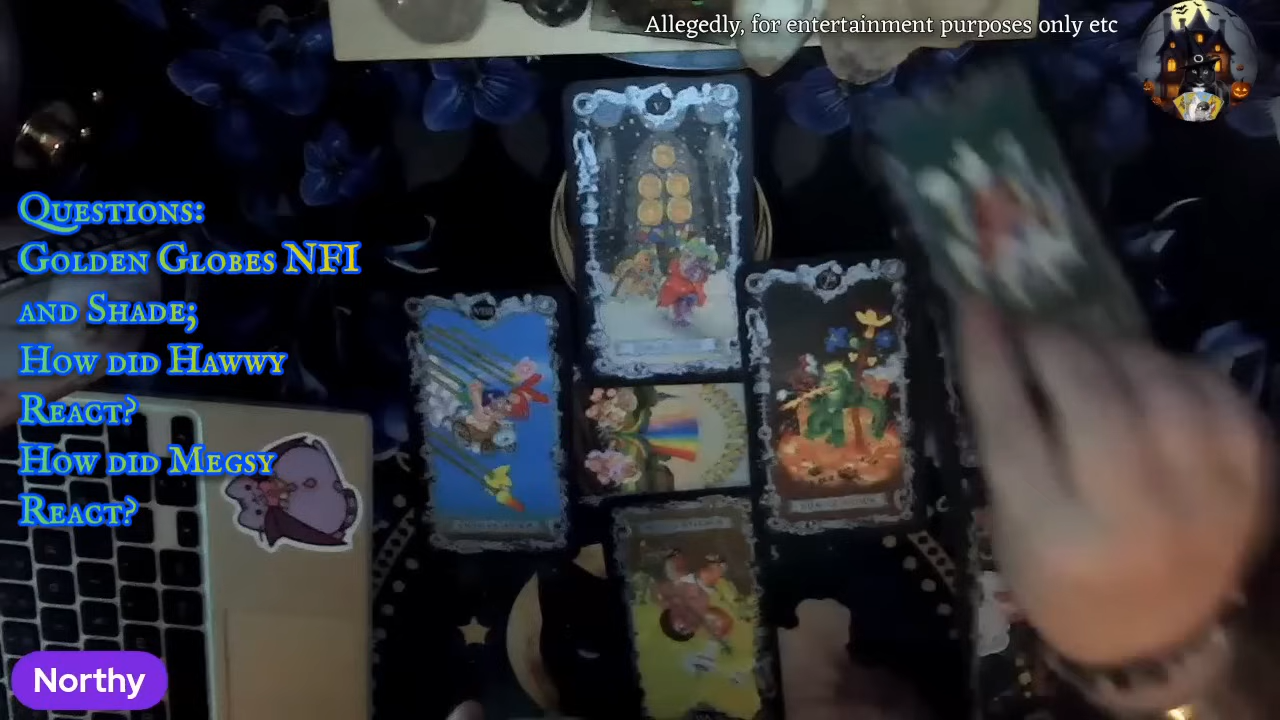 Allegedly, for entertainment purposes only etc
Questions:
Golden Globes NFI
and Shade;
How did Hawwy
React?
How did Megsy
React?
Northy